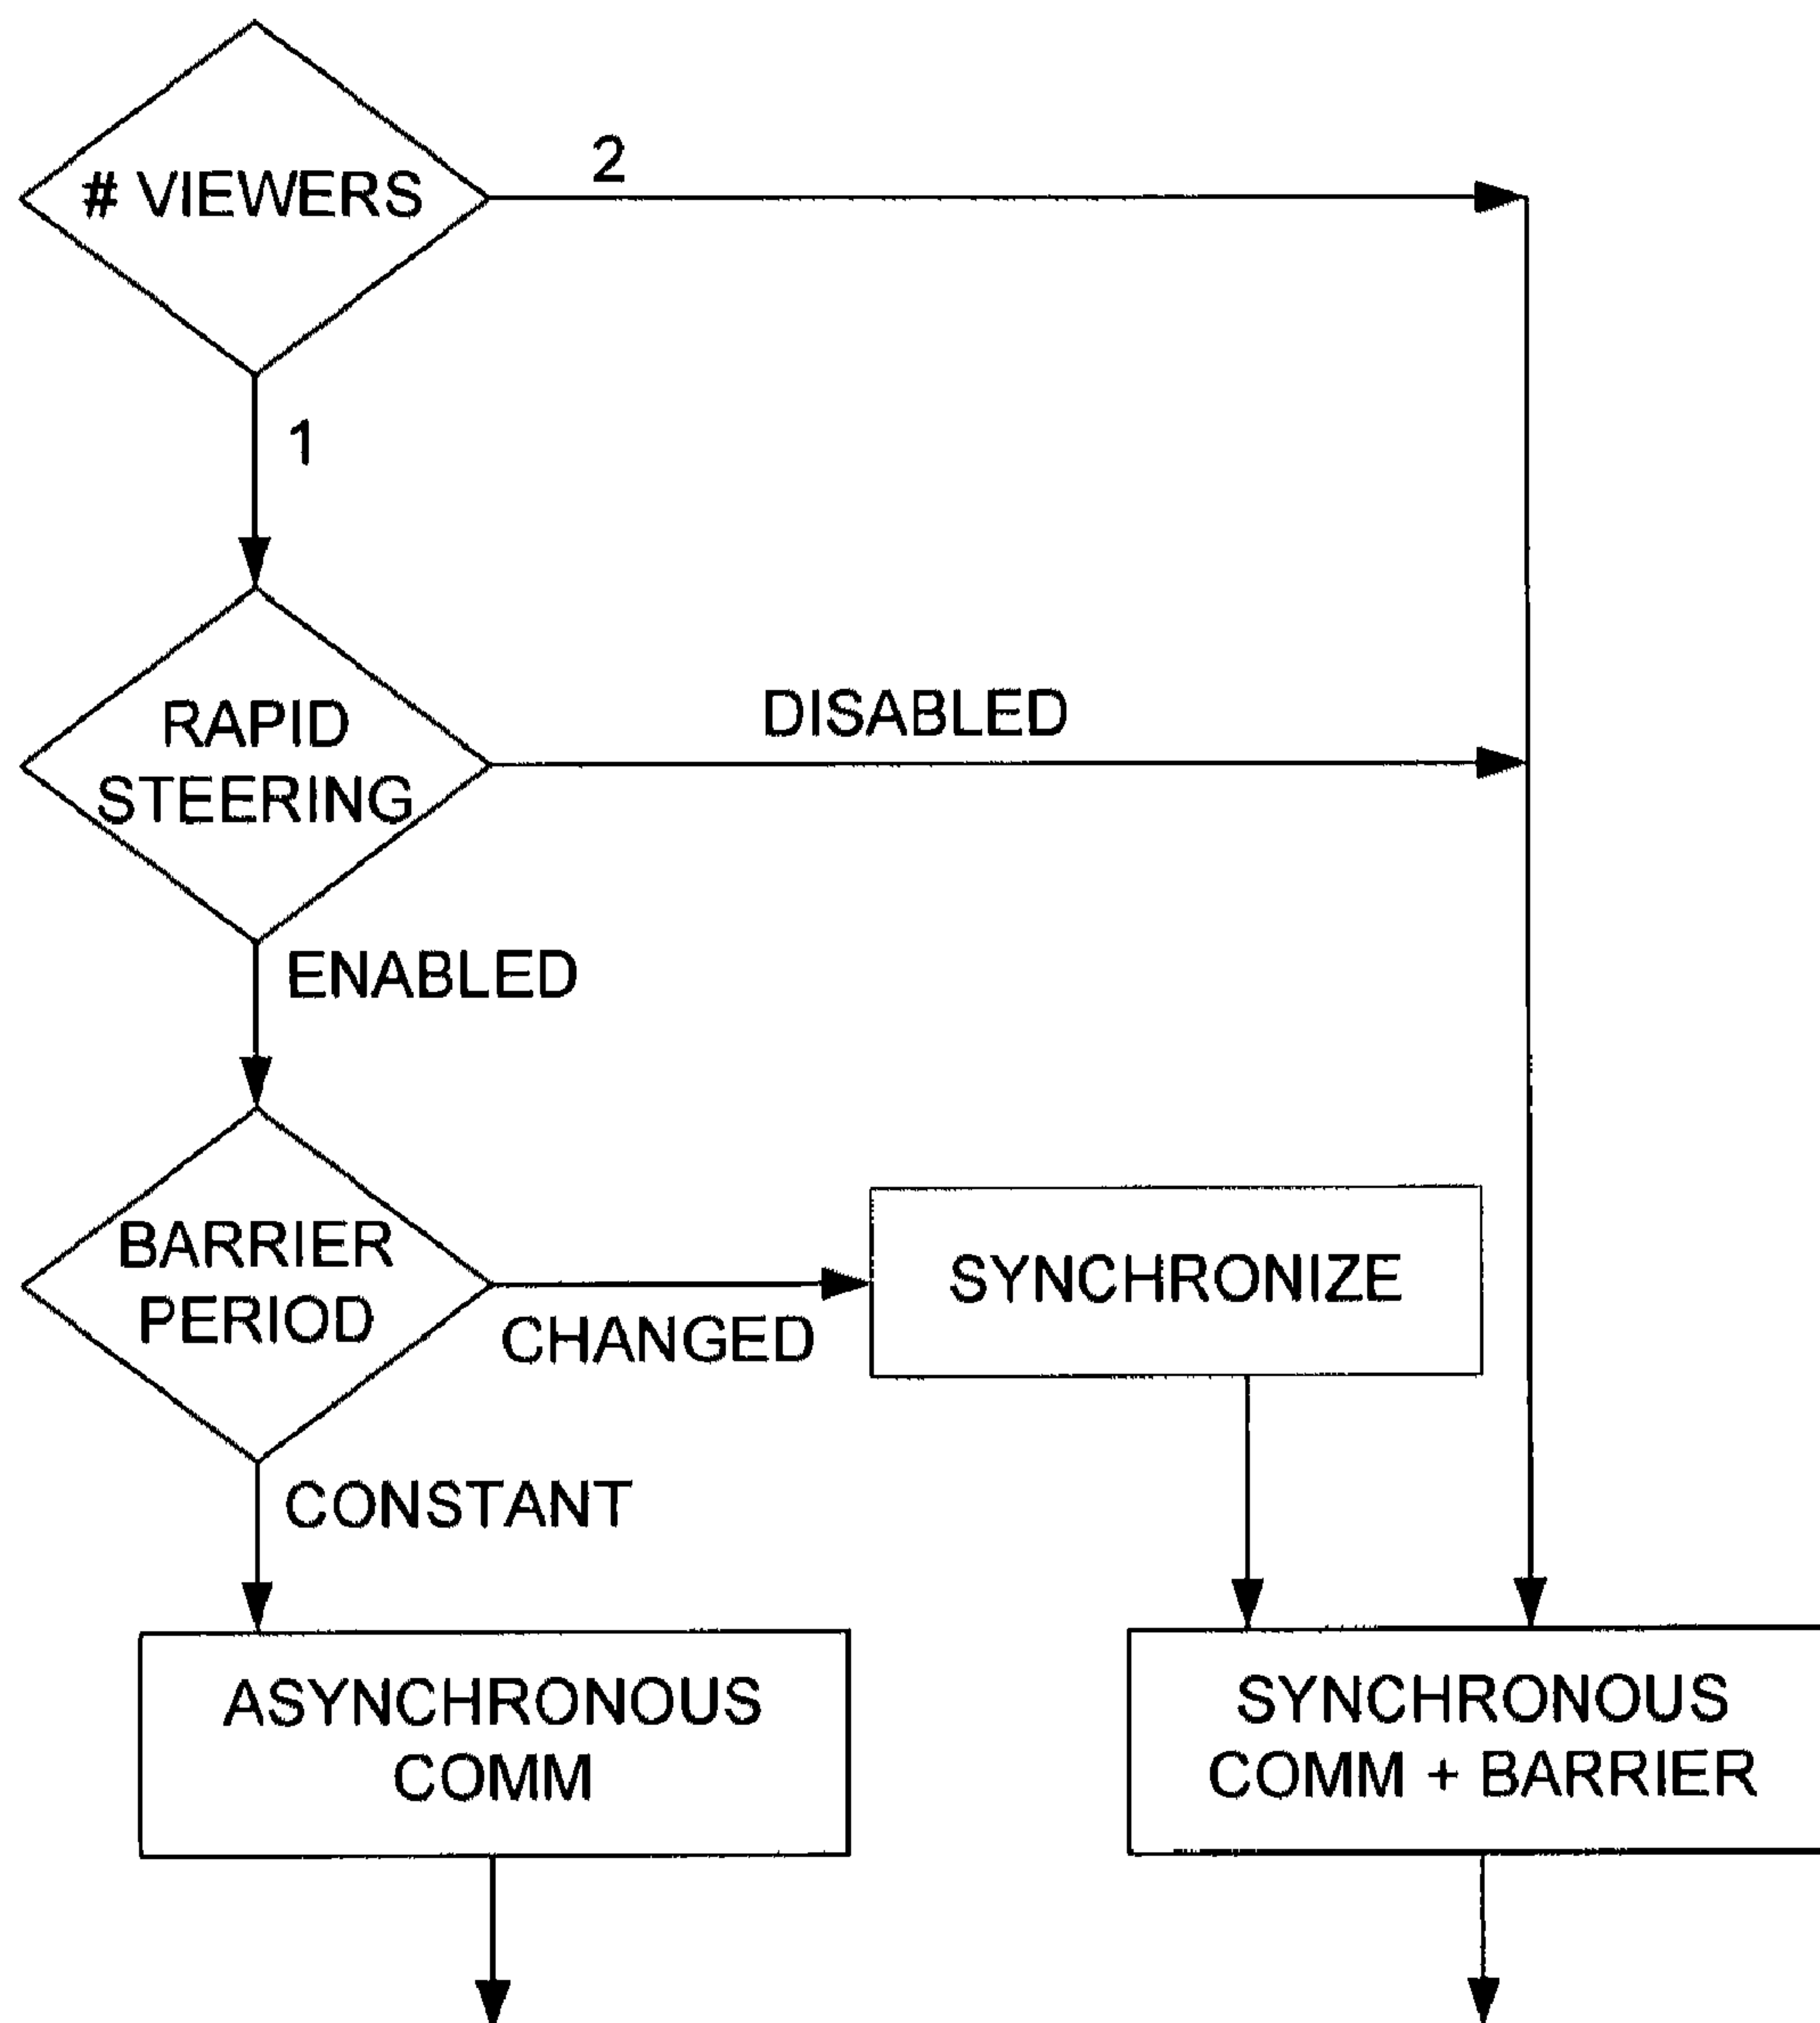 # VIEWERS
2
1
RAPID
STEERING
DISABLED
ENABLED
BARRIER
PERIOD
CHANGED
SYNCHRONIZE
CONSTANT
ASYNCHRONOUS
COMM
SYNCHRONOUS
COMM + BARRIER